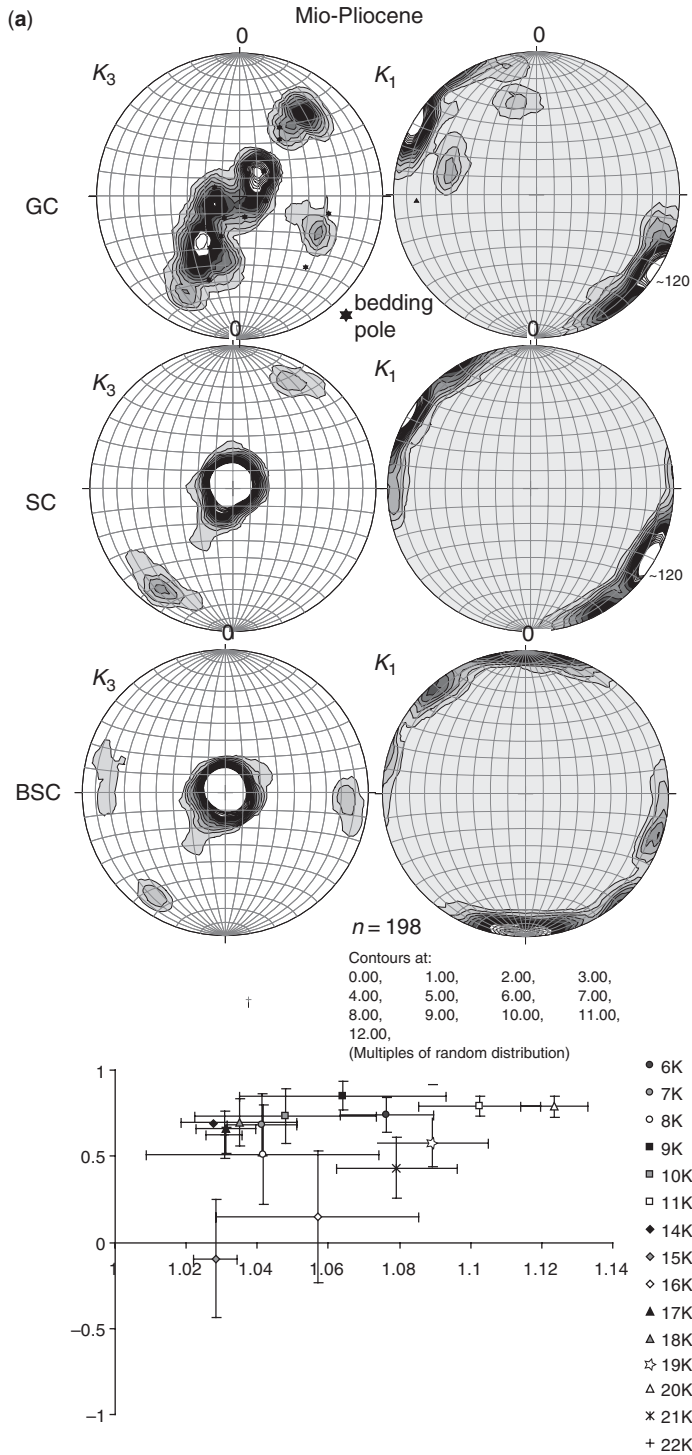 (a)
Mio-Pliocene
0
0
K3
K1
GC
~120
bedding
pole
0
0
K3
K1
SC
~120
0
0
K3
K1
BSC
n = 198
Contours at:
0.00, 1.00, 2.00, 3.00,
4.00, 5.00, 6.00, 7.00,
8.00, 9.00, 10.00, 11.00,
12.00,
(Multiples of random distribution)
†
1
0.5
0
1 1.02 1.04 1.06 1.08 1.1 1.12 1.14
–0.5
–1
6K
7K
8K
9K
10K
11K
14K
15K
16K
17K
18K
19K
20K
21K
22K